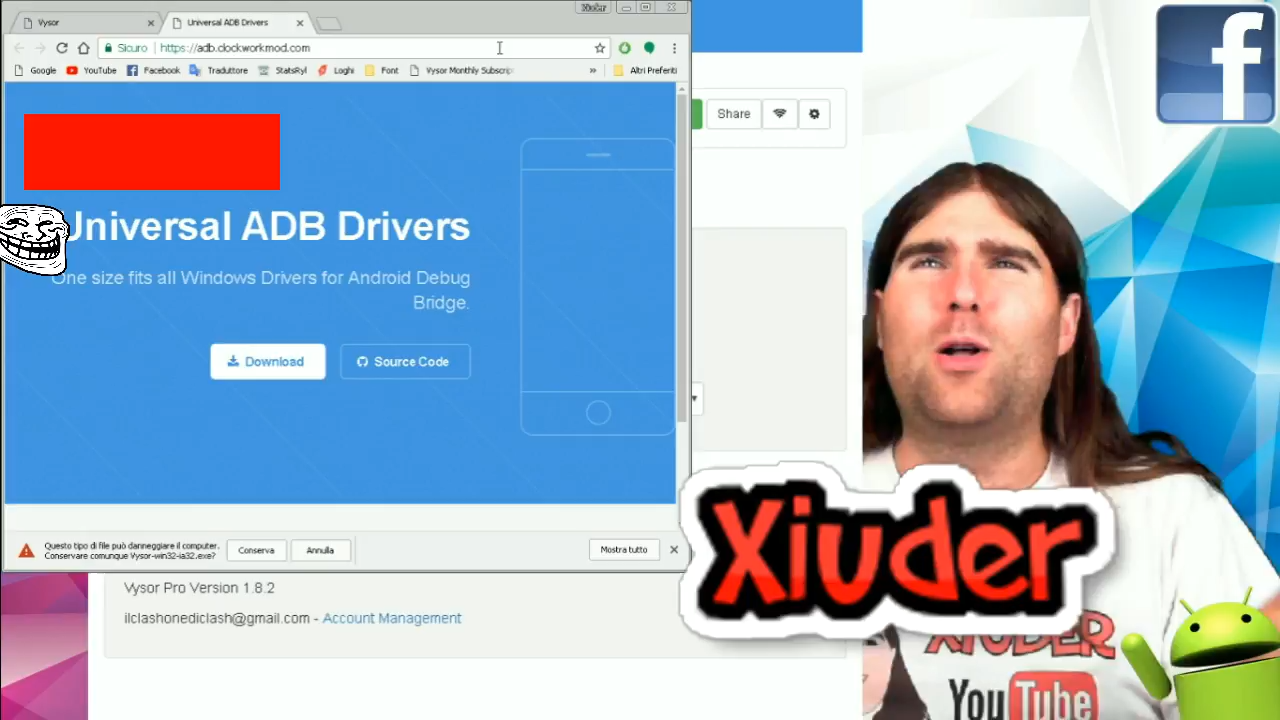 Vysor
Universal ADB Drivers
Xiuder
Sicuro
https://adb.clockworkmod.com
Google
YouTube
Facebook
Traduttore
StatsRyl
Loghi
Font
Vysor Monthly Subscrip
»
Altri Preferiti
Share
Universal ADB Drivers
One size fits all Windows Drivers for Android Debug
Bridge.
Download
Source Code
Questo tipo di file può danneggiare il computer.
Conservare comunque Vysor-win32-ia32.exe?
Conserva
Annulla
Mostra tutto
Vysor Pro Version 1.8.2
ilclashonediclash@gmail.com - Account Management
Xiuder
XIUDER
YouTube
f